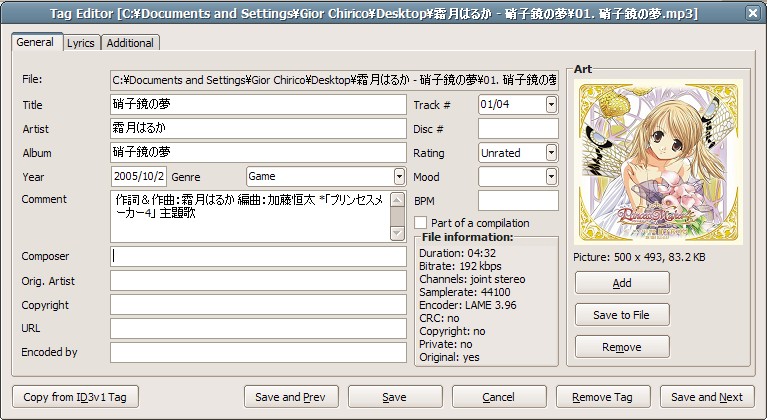 Tag Editor [C:¥Documents and Settings¥Gior Chirico¥Desktop¥霜月はるか - 硝子鏡の夢¥01. 硝子鏡の夢.mp3]
General Lyrics Additional
File: C:¥Documents and Settings¥Gior Chirico¥Desktop¥霜月はるか - 硝子鏡の夢¥01. 硝子鏡の夢
Title 硝子鏡の夢 Track # 01/04
Artist 霜月はるか Disc #
Album 硝子鏡の夢 Rating Unrated
Year 2005/10/2 Genre Game Mood
Comment 作詞&作曲:霜月はるか 編曲:加藤恒太 *「プリンセスメ
ーカー4」 主題歌
BPM
Part of a compilation
Composer
Orig. Artist
Copyright
URL
Encoded by
File information:
Duration: 04:32
Bitrate: 192 kbps
Channels: joint stereo
Samplerate: 44100
Encoder: LAME 3.96
CRC: no
Copyright: no
Private: no
Original: yes
Art
Princess Maker 4
Picture: 500 x 493, 83.2 KB
Add
Save to File
Remove
Copy from ID3v1 Tag Save and Prev Save Cancel Remove Tag Save and Next